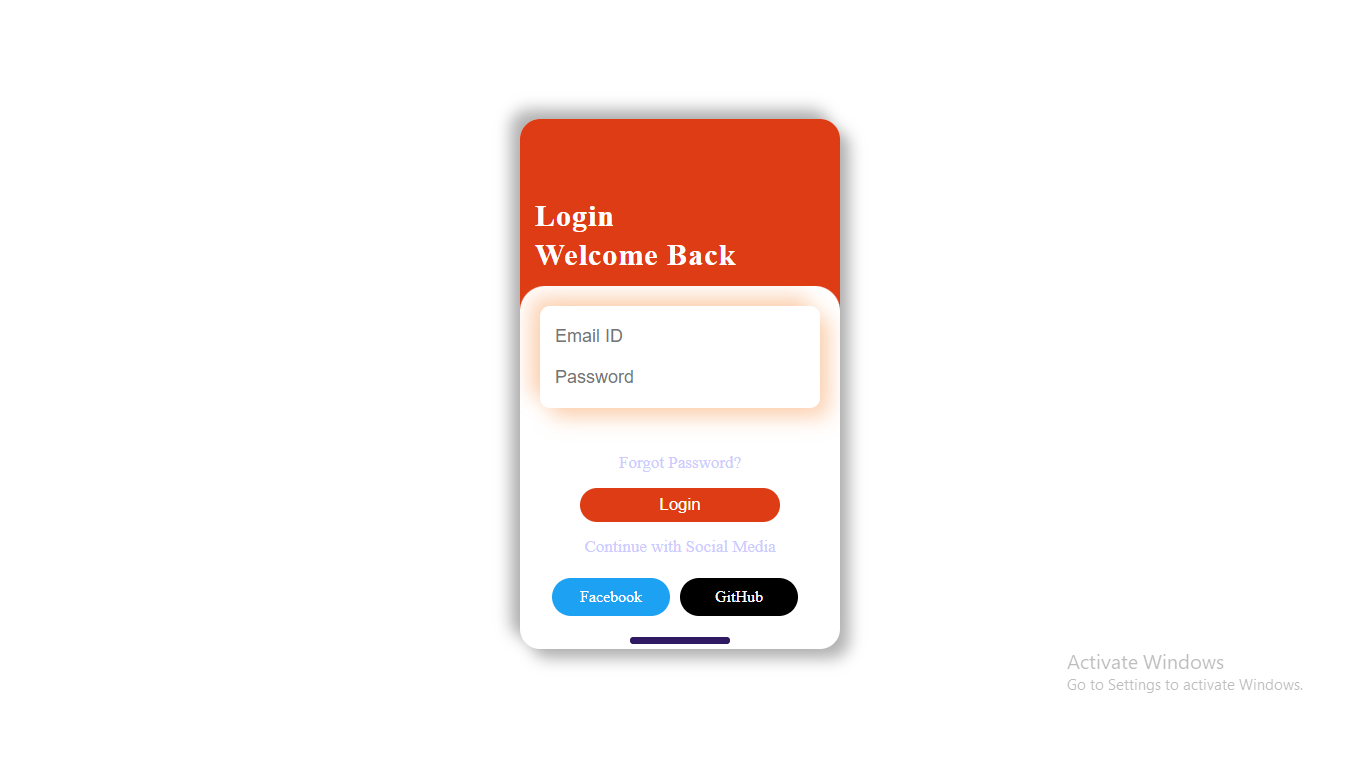 Login
Welcome Back
Email ID
Password
Forgot Password?
Login
Continue with Social Media
Facebook GitHub
Activate Windows
Go to Settings to activate Windows.